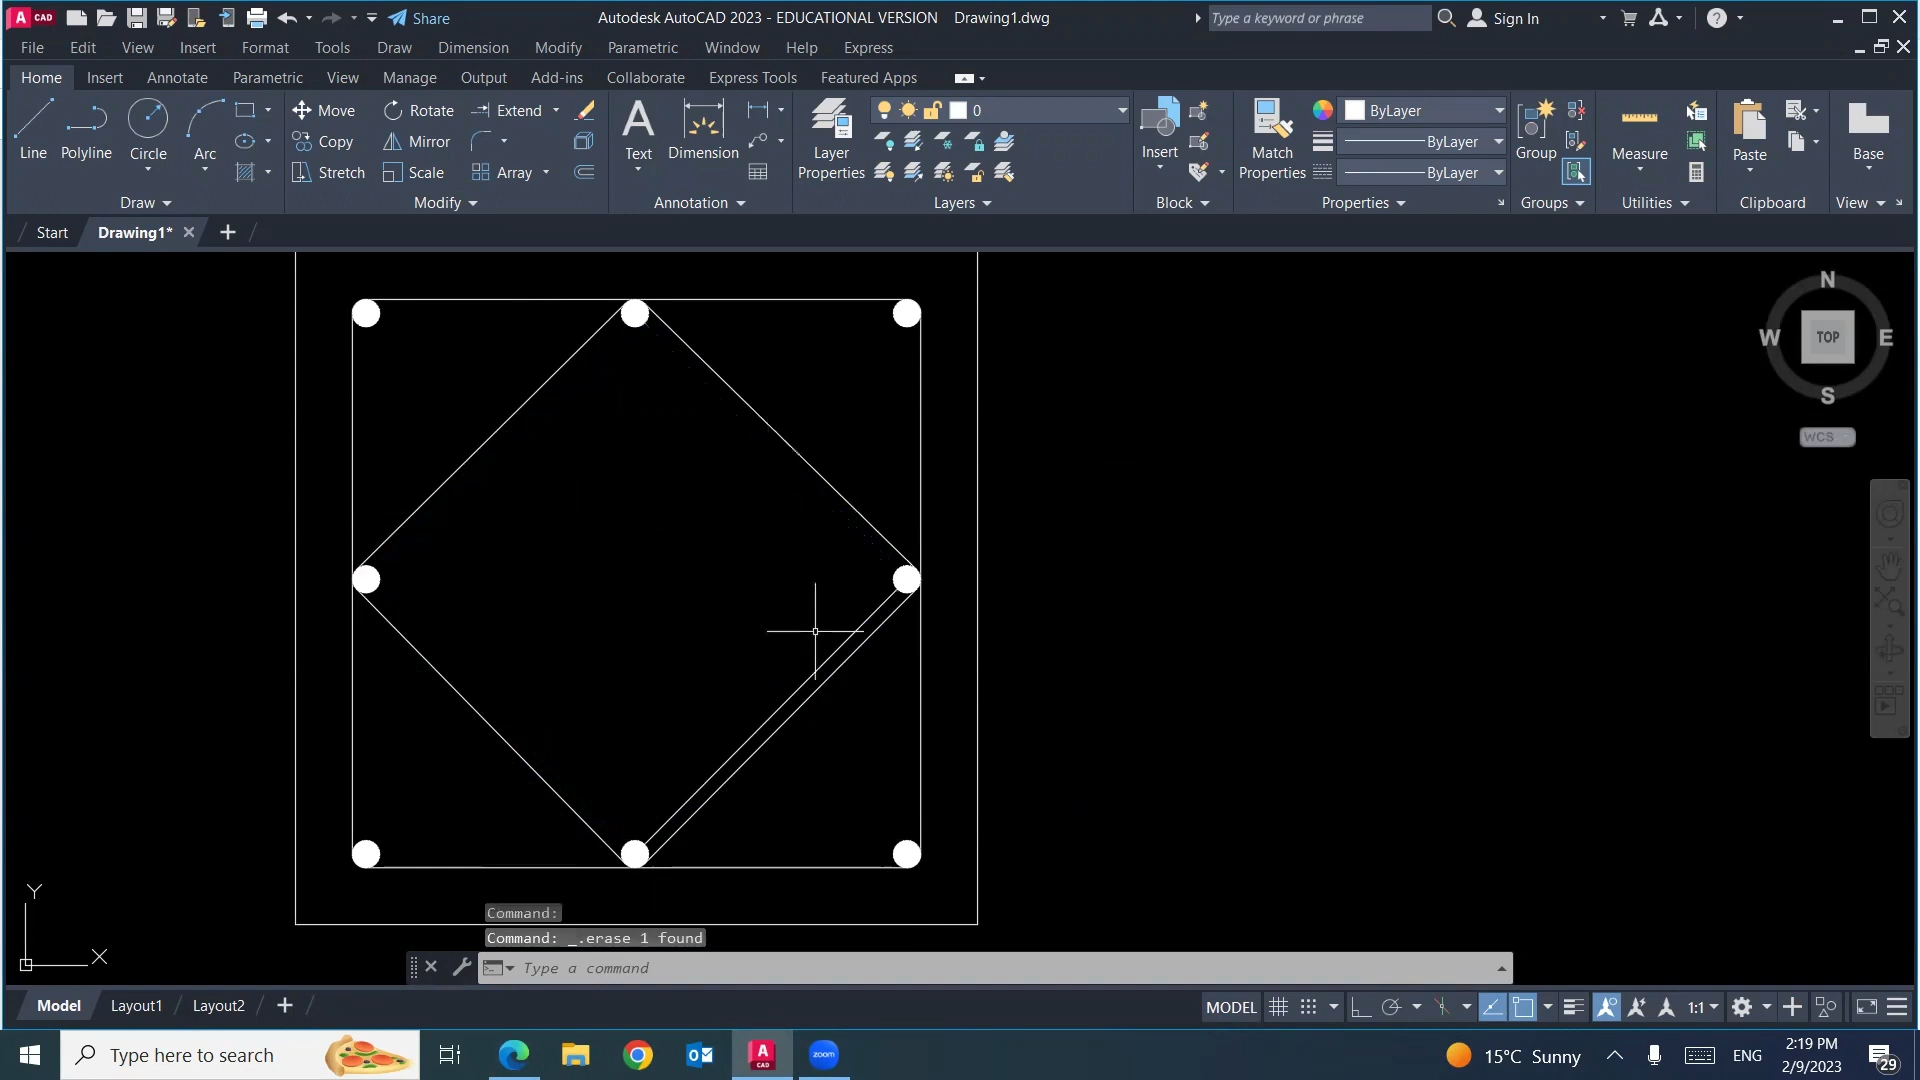 A CAD
Share
Autodesk AutoCAD 2023 - EDUCATIONAL VERSION Drawing1.dwg
Type a keyword or phrase
Sign In
?
File Edit View Insert Format Tools Draw Dimension Modify Parametric Window Help Express
Home Insert Annotate Parametric View Manage Output Add-ins Collaborate Express Tools Featured Apps
Line
Polyline
Circle
Arc
Draw
Move Rotate Extend
Copy Mirror
Stretch Scale Array
Modify
A
Text
Dimension
Annotation
Layer
Properties
0
Layers
Insert
Block
Match
Properties
ByLayer
ByLayer
ByLayer
Properties
Group
Groups
Measure
Utilities
Paste
Clipboard
Base
View
Start Drawing1*
N
W TOP E
S
WCS
Y
X
Command:
Command: _.erase 1 found
Type a command
Model Layout1 Layout2
MODEL
1:1
Type here to search
A
CAD
zoom
15°C Sunny
ENG
2:19 PM
2/9/2023
29